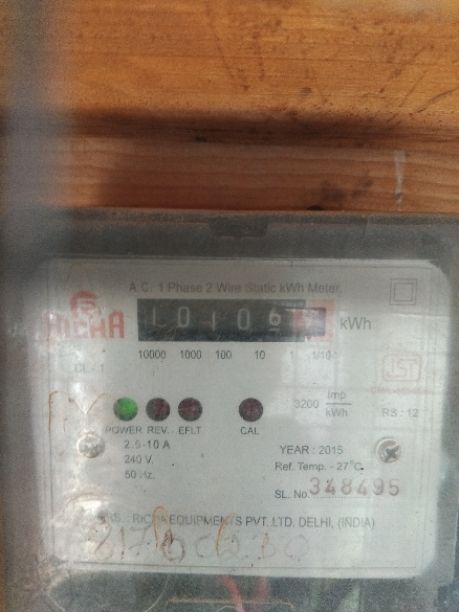 A.C. 1 Phase 2 Wire Static kWh Meter.
RICHA
kWh
10000 1000 100 10 1 1/10
CL - 1
3200 Imp/kWh
RS : 12
POWER REV. EFLT CAL
2.5-10 A
240 V.
50 Hz.
YEAR : 2015
Ref. Temp. - 27°C.
SL. No. 348495
RICHA EQUIPMENTS PVT. LTD. DELHI, (INDIA)